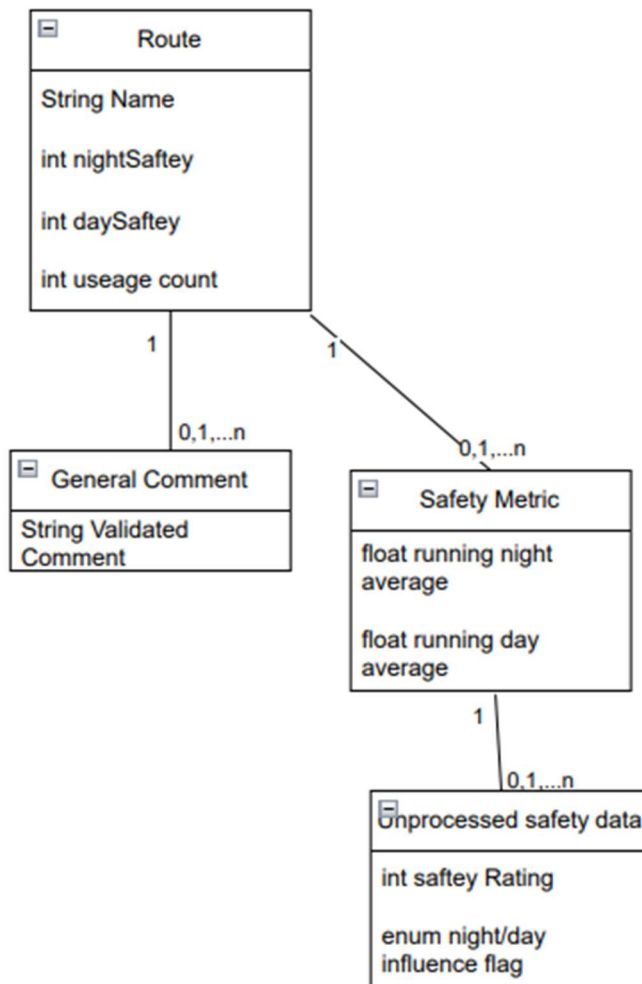 Route
String Name
int nightSaftey
int daySaftey
int useage count
1
1
0,1,...n
0,1,...n
General Comment
String Validated
Comment
Safety Metric
float running night
average
float running day
average
1
0,1,...n
Unprocessed safety data
int saftey Rating
enum night/day
influence flag